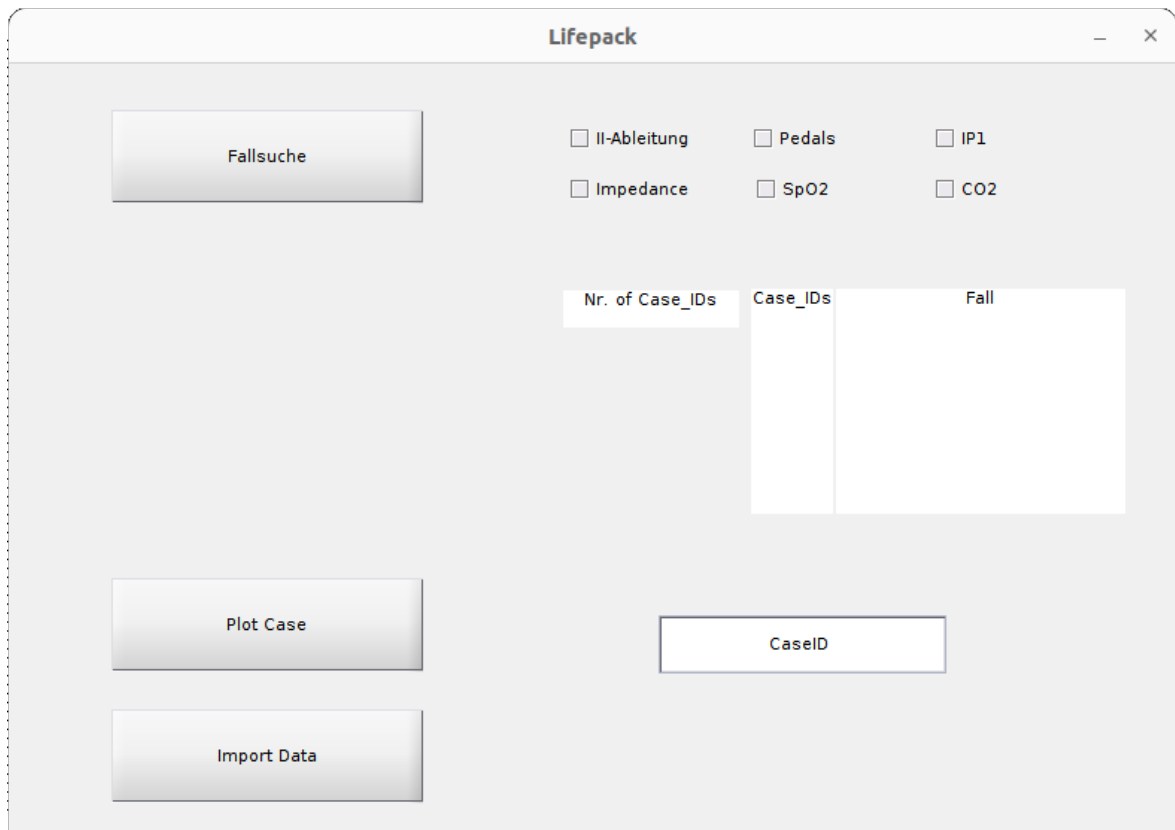 Lifepack
Fallsuche
II-Ableitung Pedals IP1
Impedance SpO2 CO2
Nr. of Case_IDs Case_IDs Fall
Plot Case
CaseID
Import Data